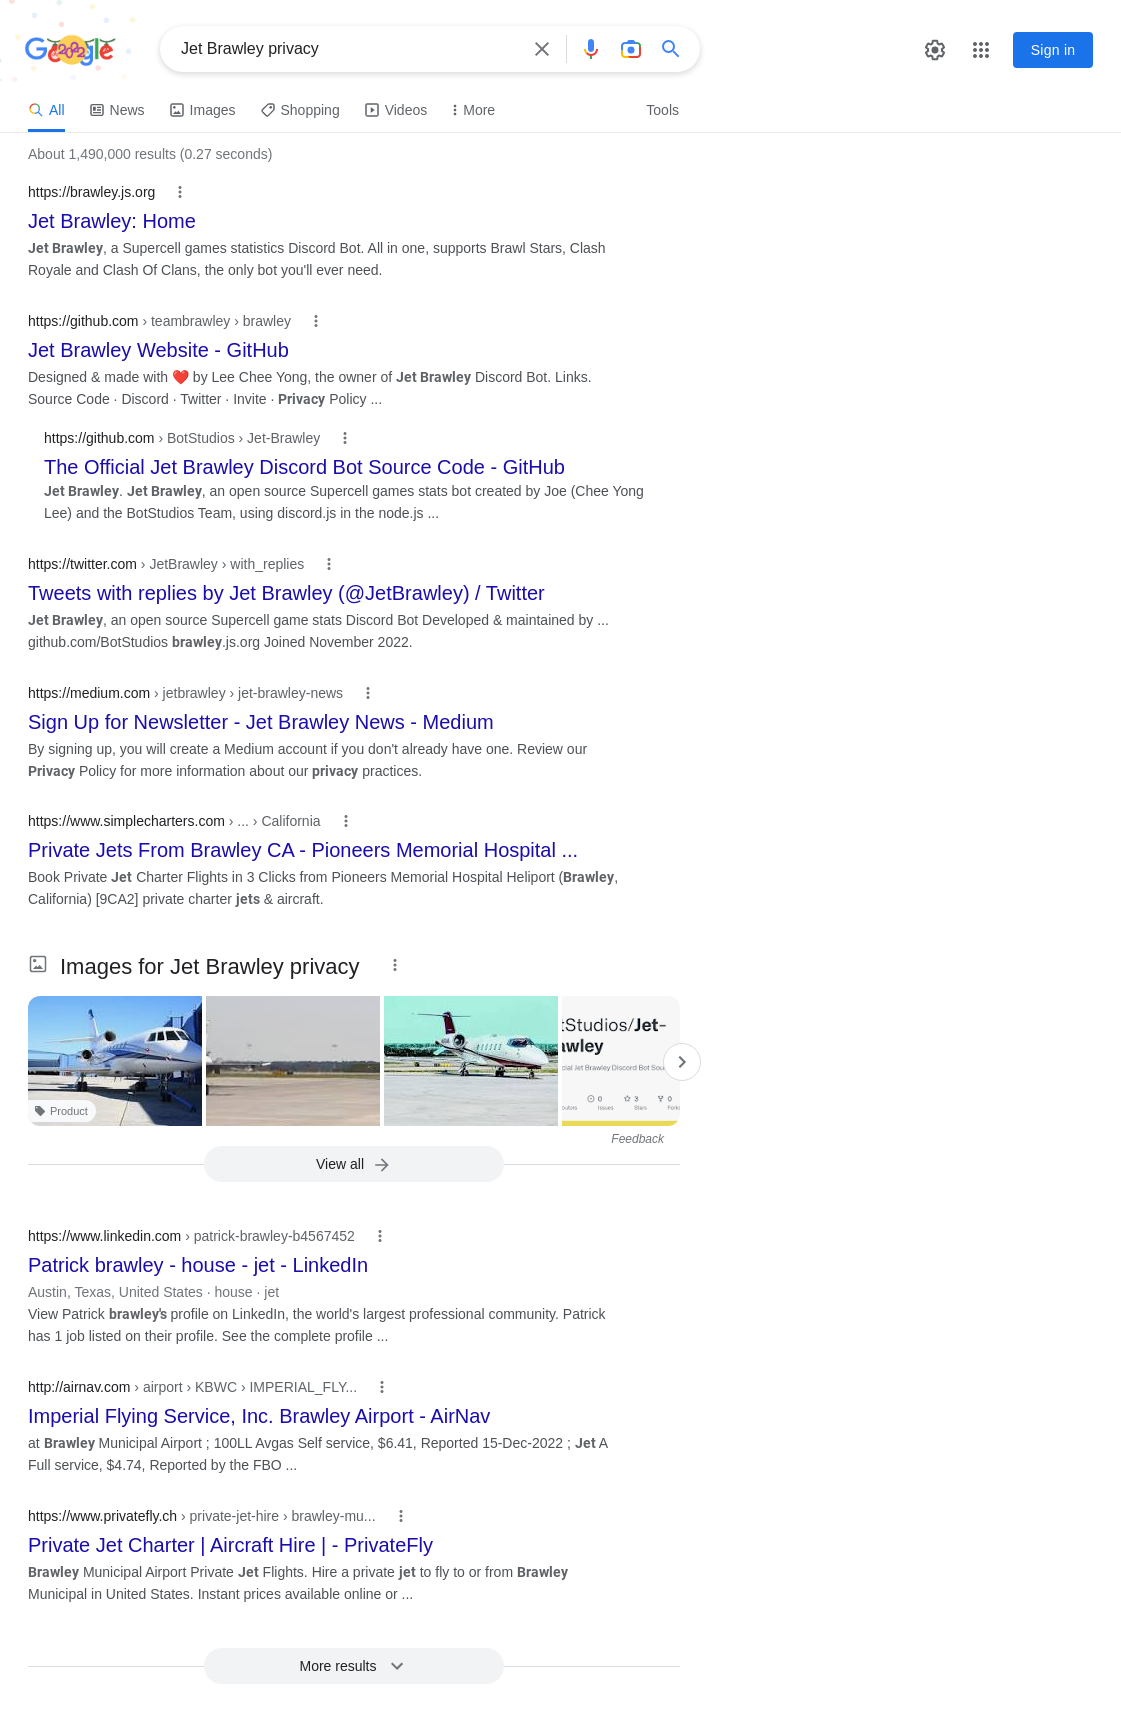 Google
2022
Jet Brawley privacy
Sign in
All
News
Images
Shopping
Videos
More
Tools
About 1,490,000 results (0.27 seconds)
https://brawley.js.org
Jet Brawley: Home
Jet Brawley, a Supercell games statistics Discord Bot. All in one, supports Brawl Stars, Clash
Royale and Clash Of Clans, the only bot you'll ever need.
https://github.com › teambrawley › brawley
Jet Brawley Website - GitHub
Designed & made with ❤️ by Lee Chee Yong, the owner of Jet Brawley Discord Bot. Links.
Source Code · Discord · Twitter · Invite · Privacy Policy ...
https://github.com › BotStudios › Jet-Brawley
The Official Jet Brawley Discord Bot Source Code - GitHub
Jet Brawley. Jet Brawley, an open source Supercell games stats bot created by Joe (Chee Yong
Lee) and the BotStudios Team, using discord.js in the node.js ...
https://twitter.com › JetBrawley › with_replies
Tweets with replies by Jet Brawley (@JetBrawley) / Twitter
Jet Brawley, an open source Supercell game stats Discord Bot Developed & maintained by ...
github.com/BotStudios brawley.js.org Joined November 2022.
https://medium.com › jetbrawley › jet-brawley-news
Sign Up for Newsletter - Jet Brawley News - Medium
By signing up, you will create a Medium account if you don't already have one. Review our
Privacy Policy for more information about our privacy practices.
https://www.simplecharters.com › ... › California
Private Jets From Brawley CA - Pioneers Memorial Hospital ...
Book Private Jet Charter Flights in 3 Clicks from Pioneers Memorial Hospital Heliport (Brawley,
California) [9CA2] private charter jets & aircraft.
Images for Jet Brawley privacy
tStudios/Jet-
awley
cial Jet Brawley Discord Bot Sou
0 3 0
Issues Stars Forks
Product
Feedback
View all
https://www.linkedin.com › patrick-brawley-b4567452
Patrick brawley - house - jet - LinkedIn
Austin, Texas, United States · house · jet
View Patrick brawley's profile on LinkedIn, the world's largest professional community. Patrick
has 1 job listed on their profile. See the complete profile ...
http://airnav.com › airport › KBWC › IMPERIAL_FLY...
Imperial Flying Service, Inc. Brawley Airport - AirNav
at Brawley Municipal Airport ; 100LL Avgas Self service, $6.41, Reported 15-Dec-2022 ; Jet A
Full service, $4.74, Reported by the FBO ...
https://www.privatefly.ch › private-jet-hire › brawley-mu...
Private Jet Charter | Aircraft Hire | - PrivateFly
Brawley Municipal Airport Private Jet Flights. Hire a private jet to fly to or from Brawley
Municipal in United States. Instant prices available online or ...
More results